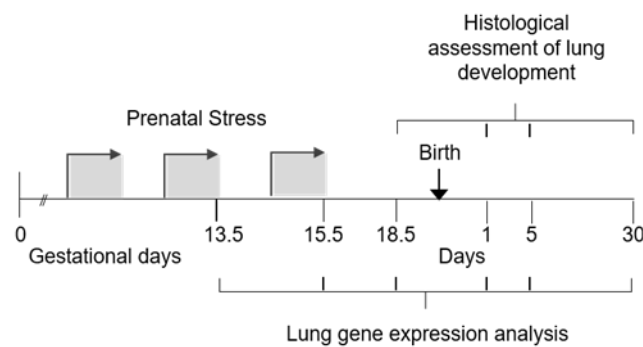 Histological
assessment of lung
development
Prenatal Stress
Birth
0 13.5 15.5 18.5 1 5 30
Gestational days Days
Lung gene expression analysis